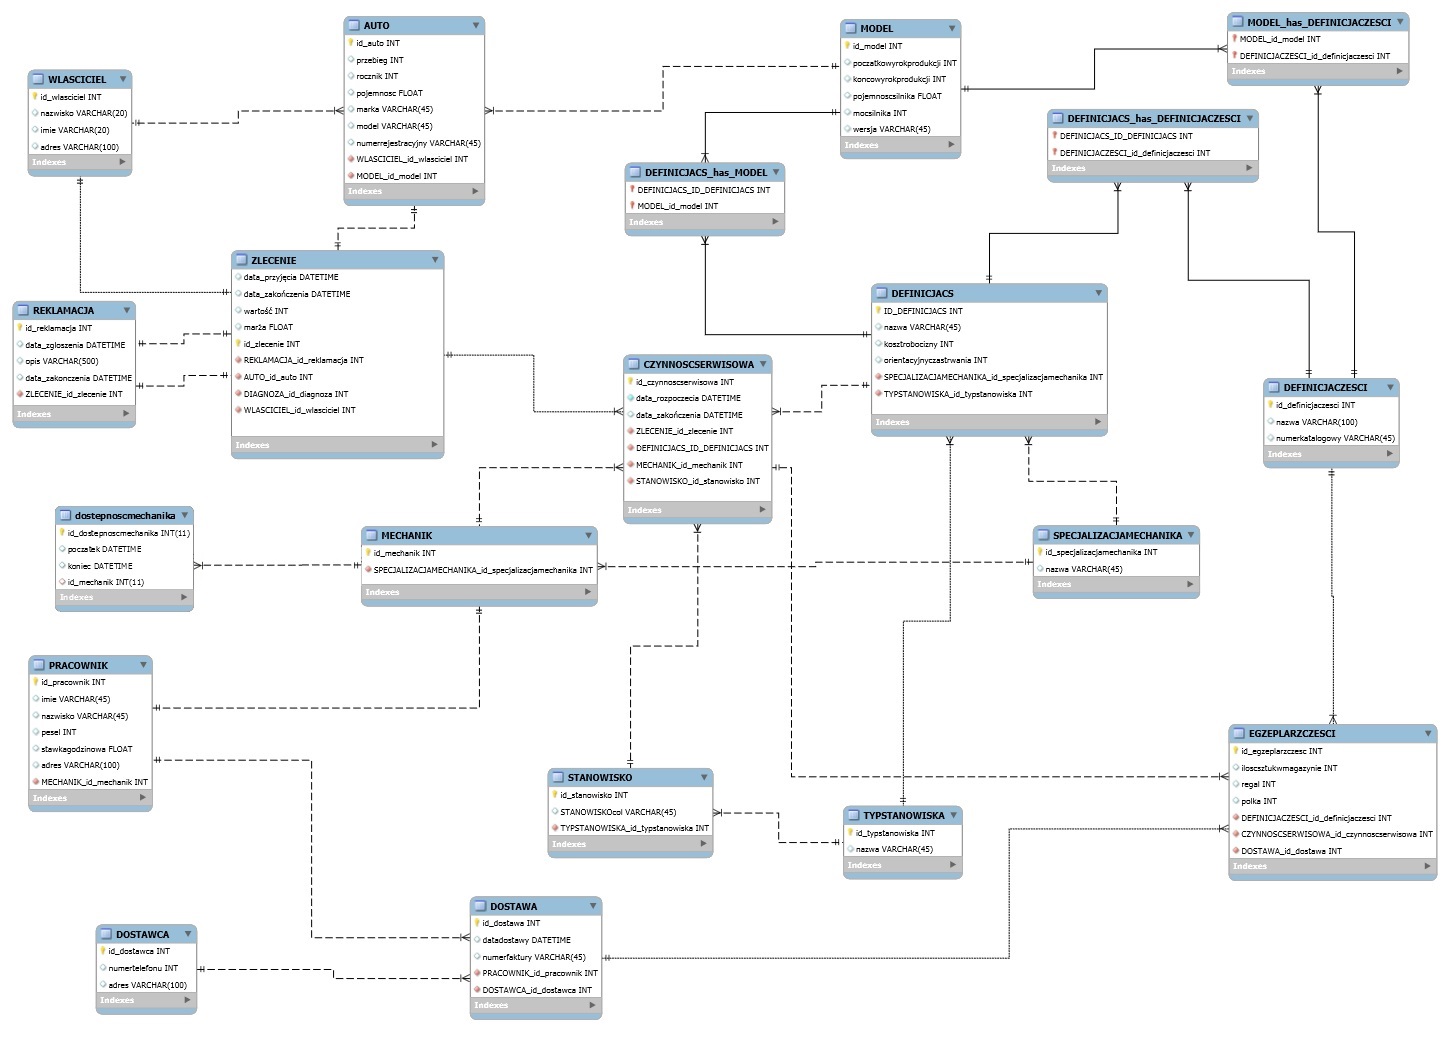 AUTO
id_auto INT
przebieg INT
rocznik INT
pojemnosc FLOAT
marka VARCHAR(45)
model VARCHAR(45)
numerrejestracyjny VARCHAR(45)
WLASCICIEL_id_wlasciciel INT
MODEL_id_model INT
Indexes
MODEL
id_model INT
poczatkowyrokprodukcji INT
koncowyrokprodukcji INT
pojemnoscsilnika FLOAT
mocsilnika INT
wersja VARCHAR(45)
Indexes
MODEL_has_DEFINICJACZESCI
MODEL_id_model INT
DEFINICJACZESCI_id_definicjaczesci INT
Indexes
WLASCICIEL
id_wlasciciel INT
nazwisko VARCHAR(20)
imie VARCHAR(20)
adres VARCHAR(100)
Indexes
DEFINICJACS_has_DEFINICJACZESCI
DEFINICJACS_ID_DEFINICJACS INT
DEFINICJACZESCI_id_definicjaczesci INT
Indexes
DEFINICJACS_has_MODEL
DEFINICJACS_ID_DEFINICJACS INT
MODEL_id_model INT
Indexes
ZLECENIE
data_przyjęcia DATETIME
data_zakończenia DATETIME
wartość INT
marża FLOAT
id_zlecenie INT
REKLAMACJA_id_reklamacja INT
AUTO_id_auto INT
DIAGNOZA_id_diagnoza INT
WLASCICIEL_id_wlasciciel INT
Indexes
DEFINICJACS
ID_DEFINICJACS INT
nazwa VARCHAR(45)
kosztrobocizny INT
orientacyjnyczastrwania INT
SPECJALIZACJAMECHANIKA_id_specjalizacjamechanika INT
TYPSTANOWISKA_id_typstanowiska INT
Indexes
REKLAMACJA
id_reklamacja INT
data_zgloszenia DATETIME
opis VARCHAR(500)
data_zakonczenia DATETIME
ZLECENIE_id_zlecenie INT
Indexes
CZYNNOSCSERWISOWA
id_czynnoscserwisowa INT
data_rozpoczecia DATETIME
data_zakończenia DATETIME
ZLECENIE_id_zlecenie INT
DEFINICJACS_ID_DEFINICJACS INT
MECHANIK_id_mechanik INT
STANOWISKO_id_stanowisko INT
Indexes
DEFINICJACZESCI
id_definicjaczesci INT
nazwa VARCHAR(100)
numerkatalogowy VARCHAR(45)
Indexes
dostepnoscmechanika
id_dostepnoscmechanika INT(11)
poczatek DATETIME
koniec DATETIME
id_mechanik INT(11)
Indexes
MECHANIK
id_mechanik INT
SPECJALIZACJAMECHANIKA_id_specjalizacjamechanika INT
Indexes
SPECJALIZACJAMECHANIKA
id_specjalizacjamechanika INT
nazwa VARCHAR(45)
Indexes
PRACOWNIK
id_pracownik INT
imie VARCHAR(45)
nazwisko VARCHAR(45)
pesel INT
stawkagodzinowa FLOAT
adres VARCHAR(100)
MECHANIK_id_mechanik INT
Indexes
EGZEPLARZCZESCI
id_egzeplarzczesc INT
iloscsztukwmagazynie INT
regal INT
polka INT
DEFINICJACZESCI_id_definicjaczesci INT
CZYNNOSCSERWISOWA_id_czynnoscserwisowa INT
DOSTAWA_id_dostawa INT
Indexes
STANOWISKO
id_stanowisko INT
STANOWISKOcol VARCHAR(45)
TYPSTANOWISKA_id_typstanowiska INT
Indexes
TYPSTANOWISKA
id_typstanowiska INT
nazwa VARCHAR(45)
Indexes
DOSTAWA
id_dostawa INT
datadostawy DATETIME
numerfaktury VARCHAR(45)
PRACOWNIK_id_pracownik INT
DOSTAWCA_id_dostawca INT
Indexes
DOSTAWCA
id_dostawca INT
numertelefonu INT
adres VARCHAR(100)
Indexes